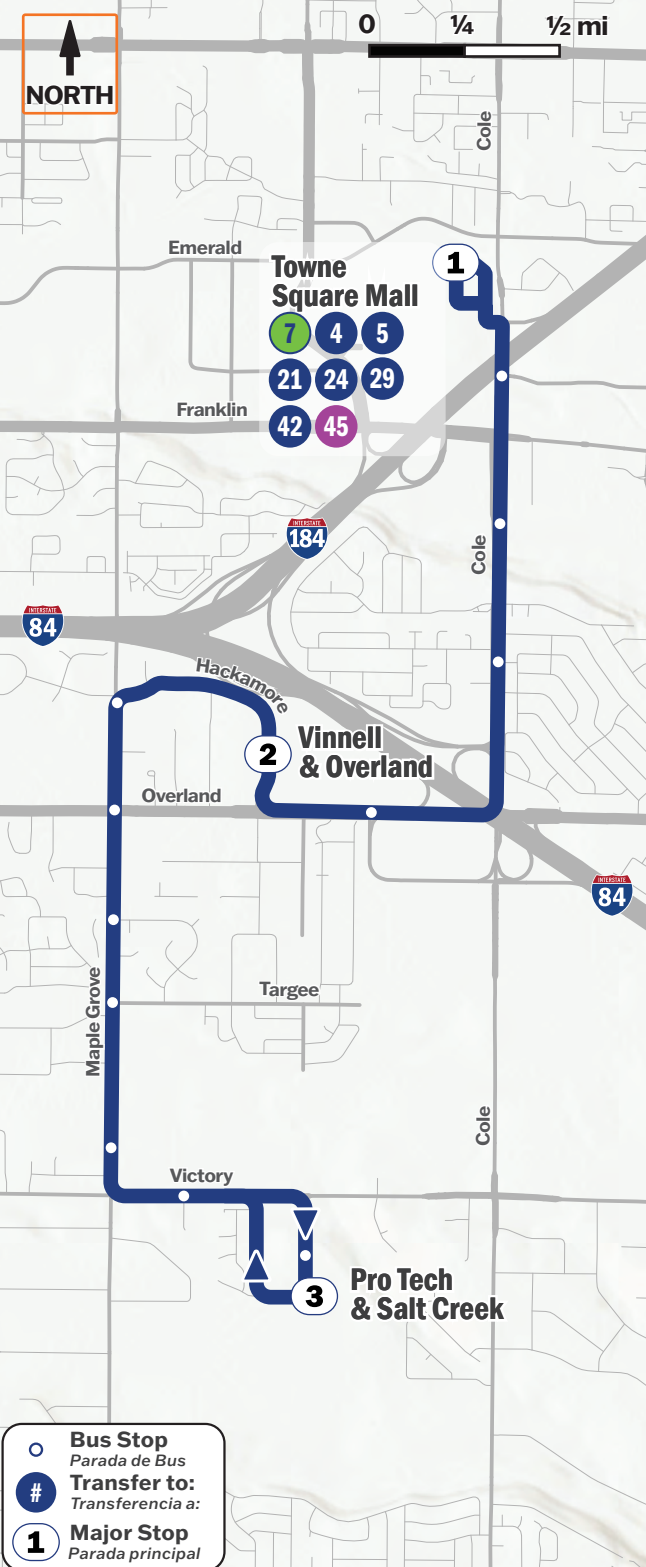 0 ¼ ½ mi
NORTH
Cole
Emerald
1
Towne
Square Mall
7 4 5
21 24 29
Franklin
42 45
INTERSTATE
184
Cole
INTERSTATE
84
Hackamore
2
Vinnell
& Overland
Overland
INTERSTATE
84
Maple Grove
Targee
Cole
Victory
3
Pro Tech
& Salt Creek
Bus Stop
Parada de Bus
# Transfer to:
Transferencia a:
1 Major Stop
Parada principal